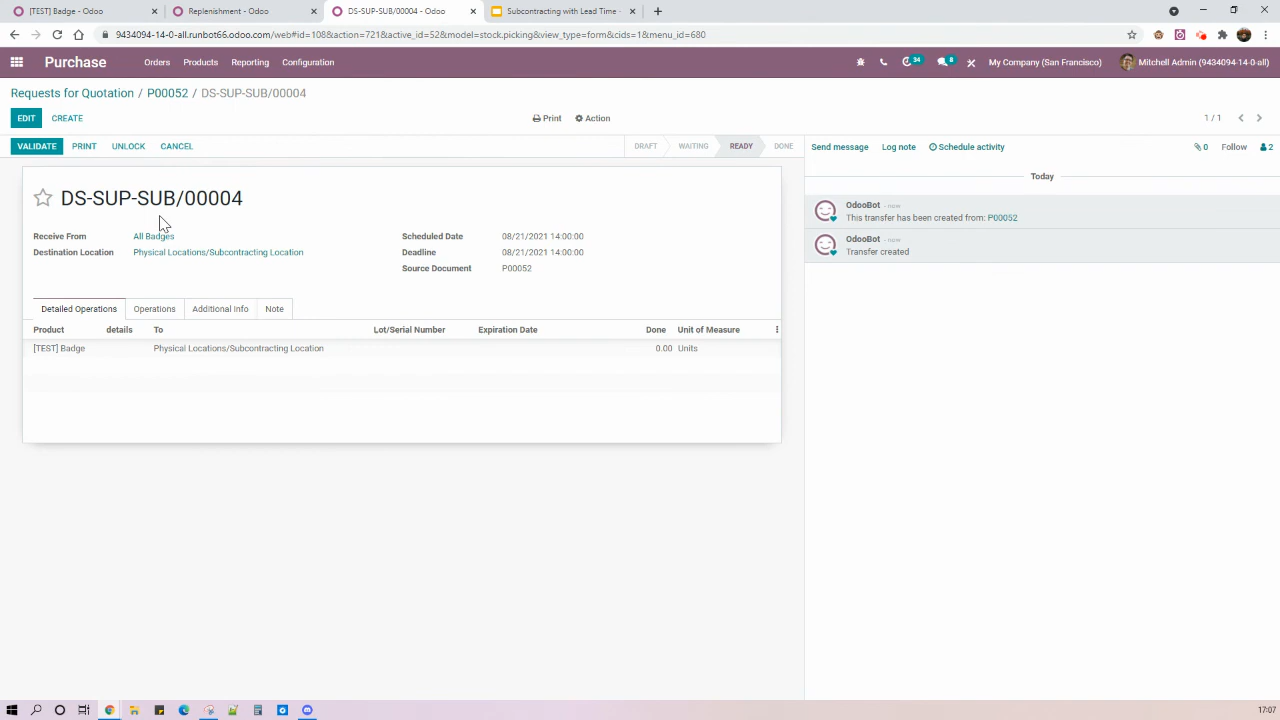 [TEST] Badge - Odoo
Replenishment - Odoo
DS-SUP-SUB/00004 - Odoo
Subcontracting with Lead Time -
9434094-14-0-all.runbot66.odoo.com/web#id=108&action=721&active_id=52&model=stock.picking&view_type=form&cids=1&menu_id=680
Purchase Orders Products Reporting Configuration 34 8 My Company (San Francisco) Mitchell Admin (9434094-14-0-all)
Requests for Quotation / P00052 / DS-SUP-SUB/00004
EDIT CREATE Print Action 1 / 1
VALIDATE PRINT UNLOCK CANCEL DRAFT WAITING READY DONE
Send message Log note Schedule activity 0 Follow 2
Today
DS-SUP-SUB/00004
Receive From All Badges
Destination Location Physical Locations/Subcontracting Location
Scheduled Date 08/21/2021 14:00:00
Deadline 08/21/2021 14:00:00
Source Document P00052
Detailed Operations Operations Additional Info Note
Product details To Lot/Serial Number Expiration Date Done Unit of Measure
[TEST] Badge Physical Locations/Subcontracting Location 0.00 Units
OdooBot - now
This transfer has been created from: P00052
OdooBot - now
Transfer created
17:07